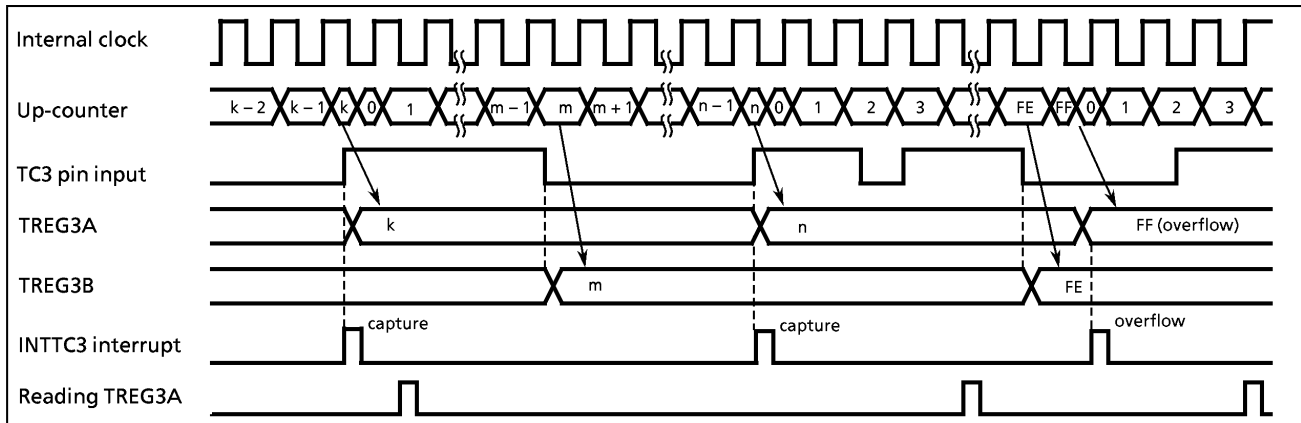 Internal clock
Up-counter
k – 2 k – 1 k 0 1 m – 1 m m + 1 n – 1 n 0 1 2 3 FE FF 0 1 2 3
TC3 pin input
TREG3A
k n FF (overflow)
TREG3B
m FE
INTTC3 interrupt
capture capture overflow
Reading TREG3A